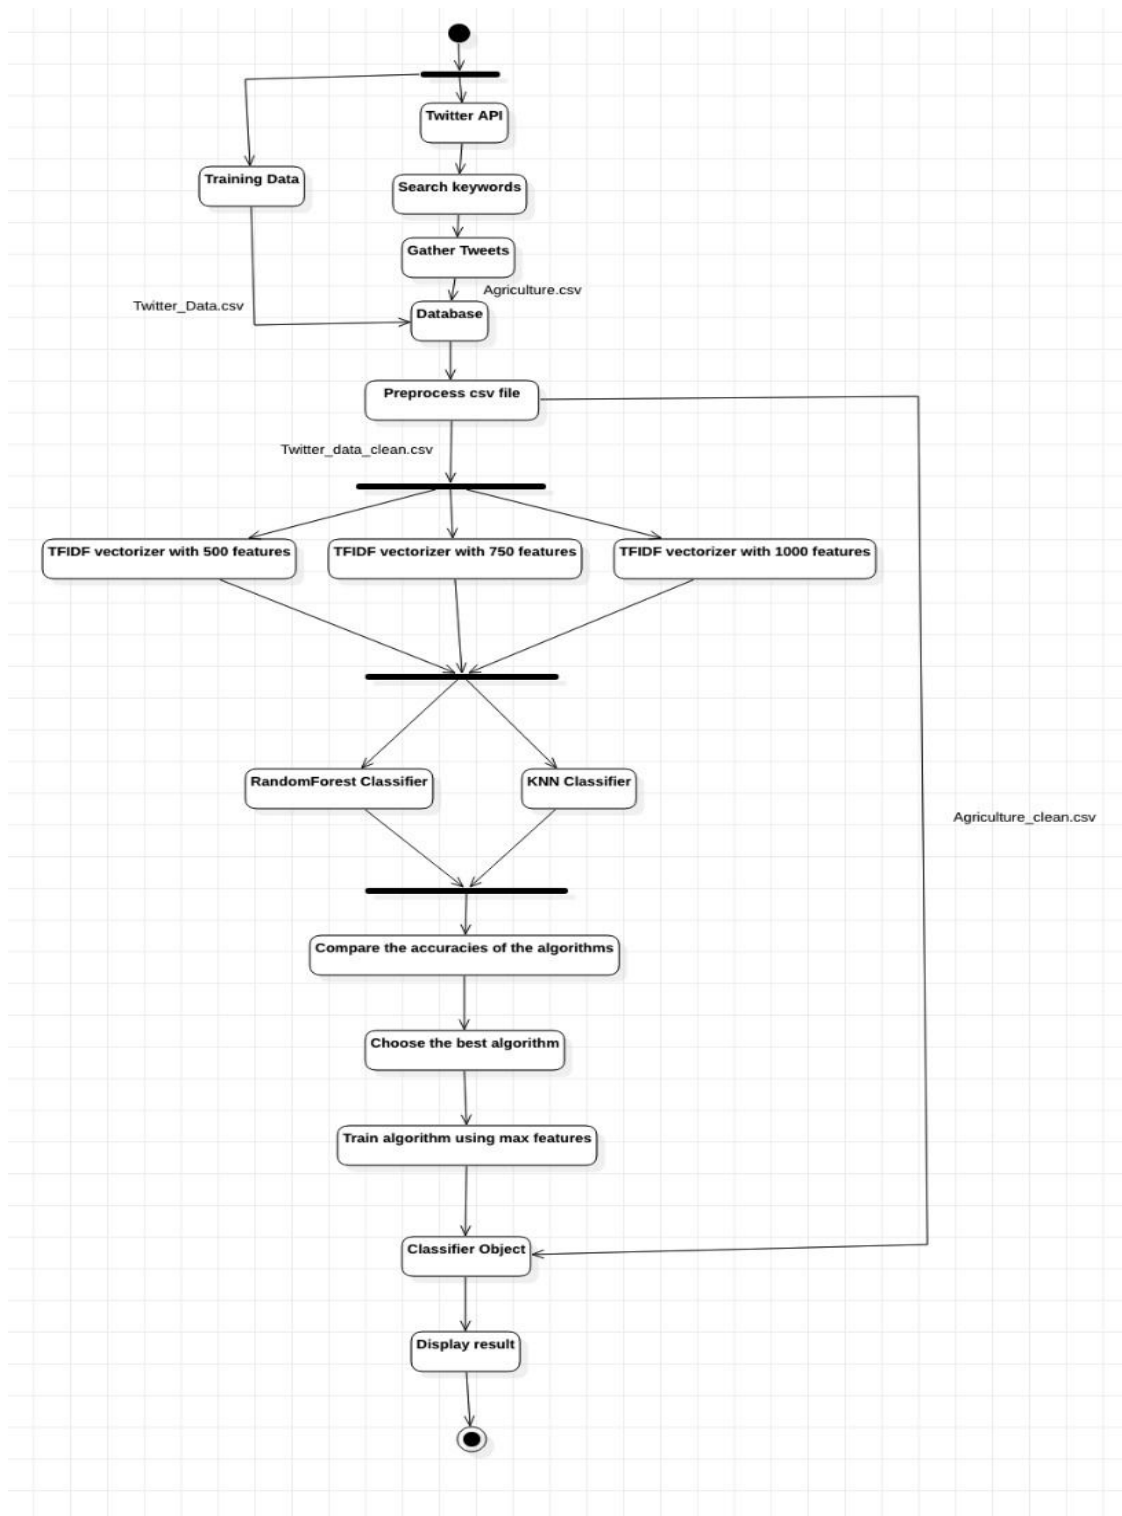 Twitter API
Training Data
Search keywords
Gather Tweets
Agriculture.csv
Twitter_Data.csv
Database
Preprocess csv file
Twitter_data_clean.csv
TFIDF vectorizer with 500 features
TFIDF vectorizer with 750 features
TFIDF vectorizer with 1000 features
RandomForest Classifier
KNN Classifier
Agriculture_clean.csv
Compare the accuracies of the algorithms
Choose the best algorithm
Train algorithm using max features
Classifier Object
Display result